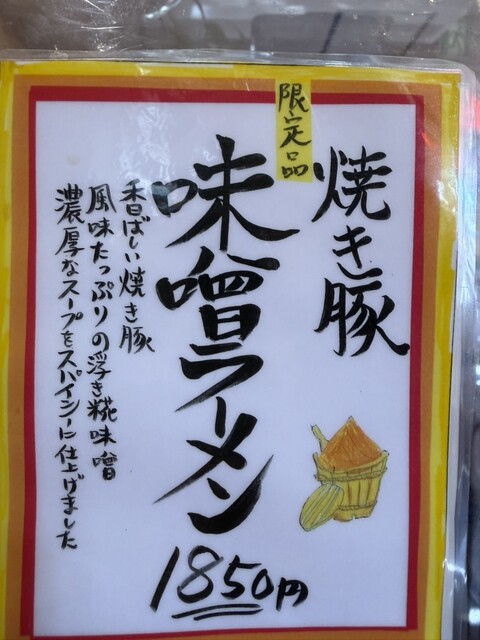 限定品
焼き豚
味噌ラーメン
香ばしい焼き豚
風味たっぷりの浮き糀味噌
濃厚なスープをスパイシーに仕上げました
1850円